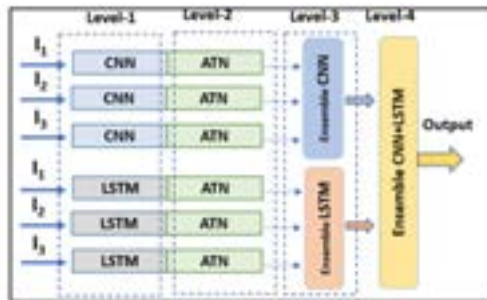 Level-1 Level-2 Level-3 Level-4
I1 CNN ATN
I2 CNN ATN
I3 CNN ATN
Ensemble CNN
I1 LSTM ATN
I2 LSTM ATN
I3 LSTM ATN
Ensemble LSTM
Ensemble CNN+LSTM
Output